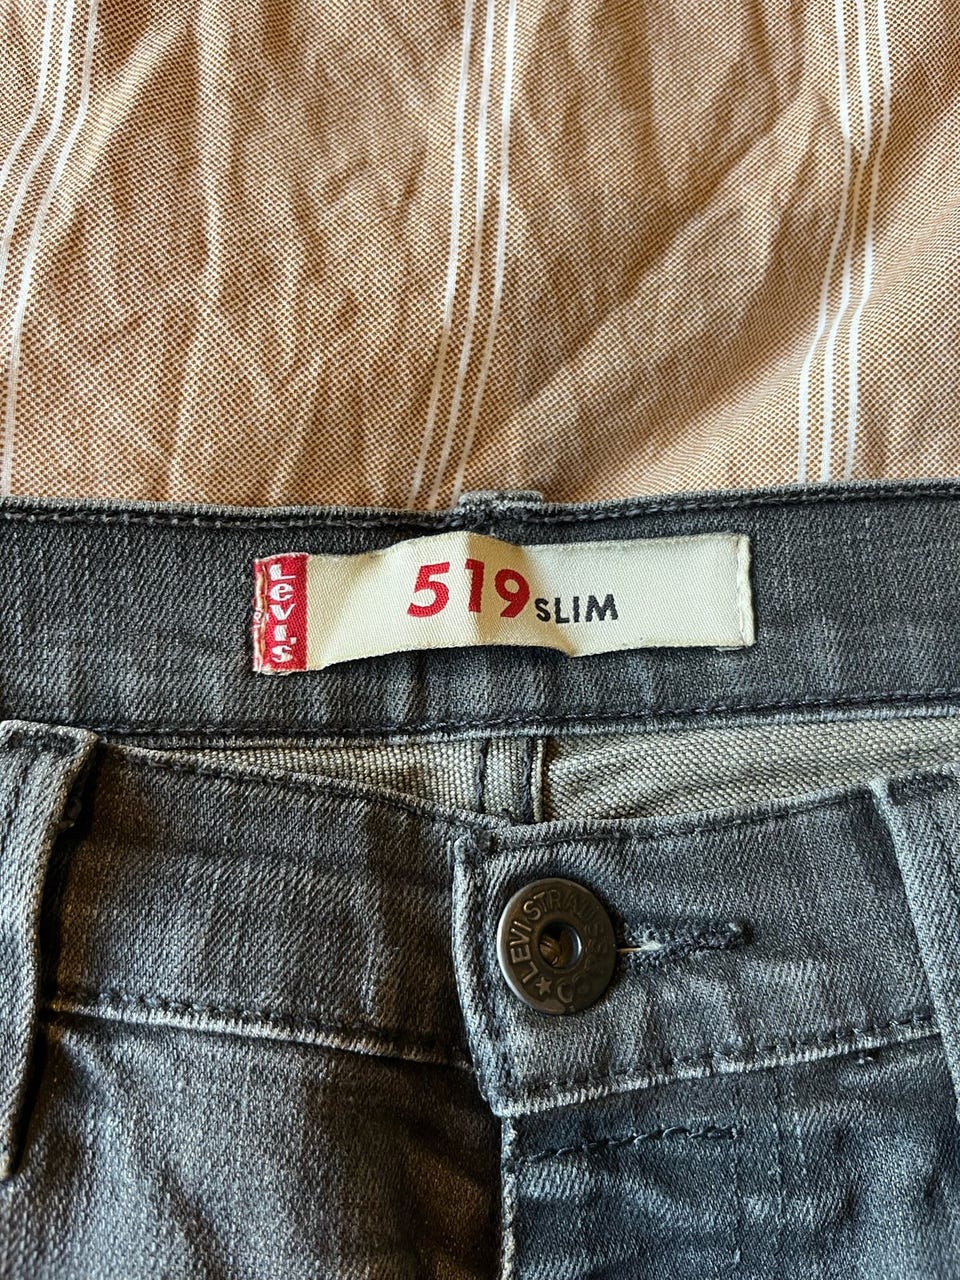 Levi's
®
519 SLIM
LEVI STRAUSS & CO